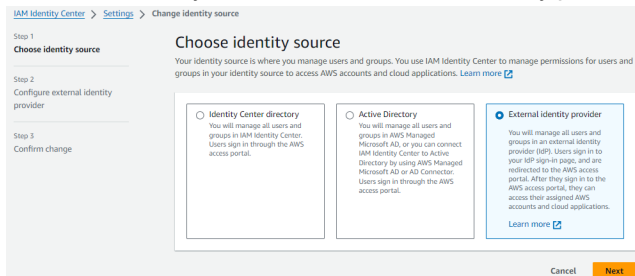 IAM Identity Center > Settings > Change identity source
Step 1
Choose identity source
Step 2
Configure external identity
provider
Step 3
Confirm change
Choose identity source
Your identity source is where you manage users and groups. You use IAM Identity Center to manage permissions for users and
groups in your identity source to access AWS accounts and cloud applications. Learn more
Identity Center directory
You will manage all users and
groups in IAM Identity Center.
Users sign in through the AWS
access portal.
Active Directory
You will manage all users and
groups in AWS Managed
Microsoft AD, or you can connect
IAM Identity Center to Active
Directory by using AWS Managed
Microsoft AD or AD Connector.
Users sign in through the AWS
access portal.
External identity provider
You will manage all users and
groups in an external identity
provider (IdP). Users sign in to
your IdP sign-in page, and are
redirected to the AWS access
portal. After they sign in to the
AWS access portal, they can
access their assigned AWS
accounts and cloud applications.
Learn more
Cancel
Next